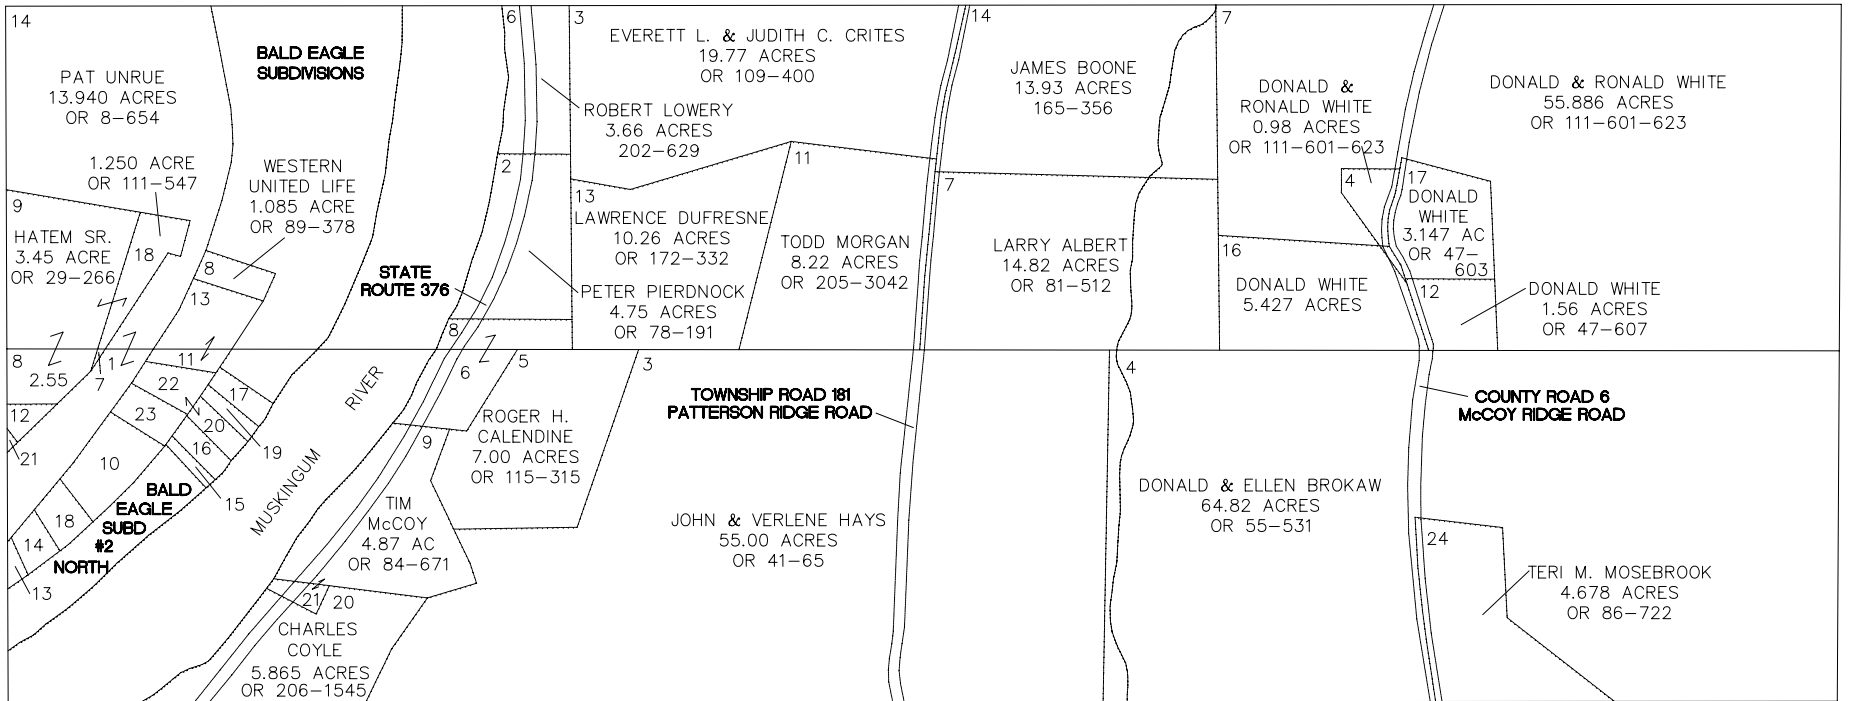 14
PAT UNRUE
13.940 ACRES
OR 8-654
BALD EAGLE
SUBDIVISIONS
1.250 ACRE
OR 111-547
WESTERN
UNITED LIFE
1.085 ACRE
OR 89-378
9
HATEM SR.
3.45 ACRE
OR 29-266
18
8
13
STATE
ROUTE 376
6
3
EVERETT L. & JUDITH C. CRITES
19.77 ACRES
OR 109-400
ROBERT LOWERY
3.66 ACRES
202-629
2
13
LAWRENCE DUFRESNE
10.26 ACRES
OR 172-332
PETER PIERDNOCK
4.75 ACRES
OR 78-191
8
11
TODD MORGAN
8.22 ACRES
OR 205-3042
14
JAMES BOONE
13.93 ACRES
165-356
7
LARRY ALBERT
14.82 ACRES
OR 81-512
7
DONALD &
RONALD WHITE
0.98 ACRES
OR 111-601-623
DONALD & RONALD WHITE
55.886 ACRES
OR 111-601-623
4
17
DONALD
WHITE
3.147 AC
OR 47-
603
16
DONALD WHITE
5.427 ACRES
12
DONALD WHITE
1.56 ACRES
OR 47-607
8
2.55
7
1
11
12
21
22
17
23
20
19
16
10
15
18
14
13
BALD
EAGLE
SUBD
#2
NORTH
MUSKINGUM
RIVER
6
5
ROGER H.
CALENDINE
7.00 ACRES
OR 115-315
9
TIM
McCOY
4.87 AC
OR 84-671
21
20
CHARLES
COYLE
5.865 ACRES
OR 206-1545
3
TOWNSHIP ROAD 181
PATTERSON RIDGE ROAD
JOHN & VERLENE HAYS
55.00 ACRES
OR 41-65
4
DONALD & ELLEN BROKAW
64.82 ACRES
OR 55-531
COUNTY ROAD 6
McCOY RIDGE ROAD
24
TERI M. MOSEBROOK
4.678 ACRES
OR 86-722